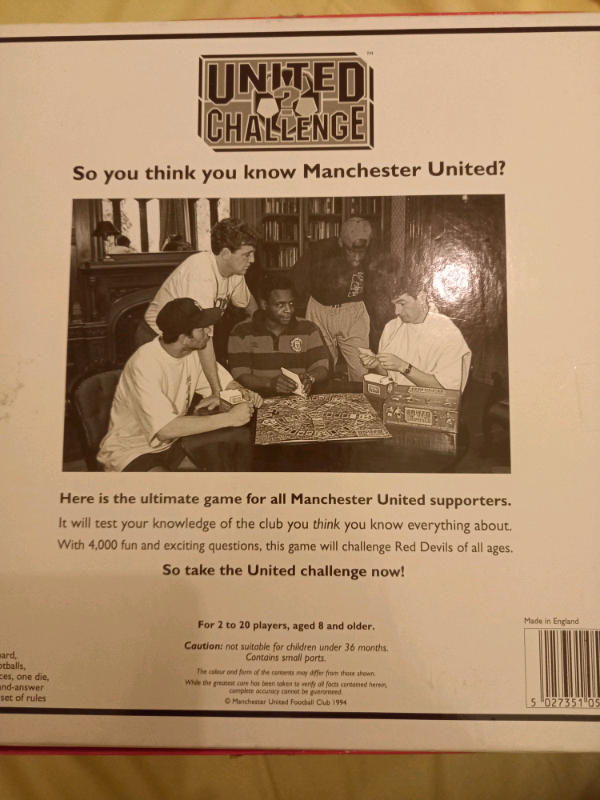 UNITED
?
CHALLENGE
™
So you think you know Manchester United?
Here is the ultimate game for all Manchester United supporters.
It will test your knowledge of the club you think you know everything about.
With 4,000 fun and exciting questions, this game will challenge Red Devils of all ages.
So take the United challenge now!
For 2 to 20 players, aged 8 and older.
Caution: not suitable for children under 36 months.
Contains small parts.
The colour and form of the contents may differ from those shown.
While the greatest care has been taken to verify all facts contained herein,
complete accuracy cannot be guaranteed.
© Manchester United Football Club 1994
ard,
otballs,
ces, one die,
and-answer
set of rules
Made in England
5 027351 05